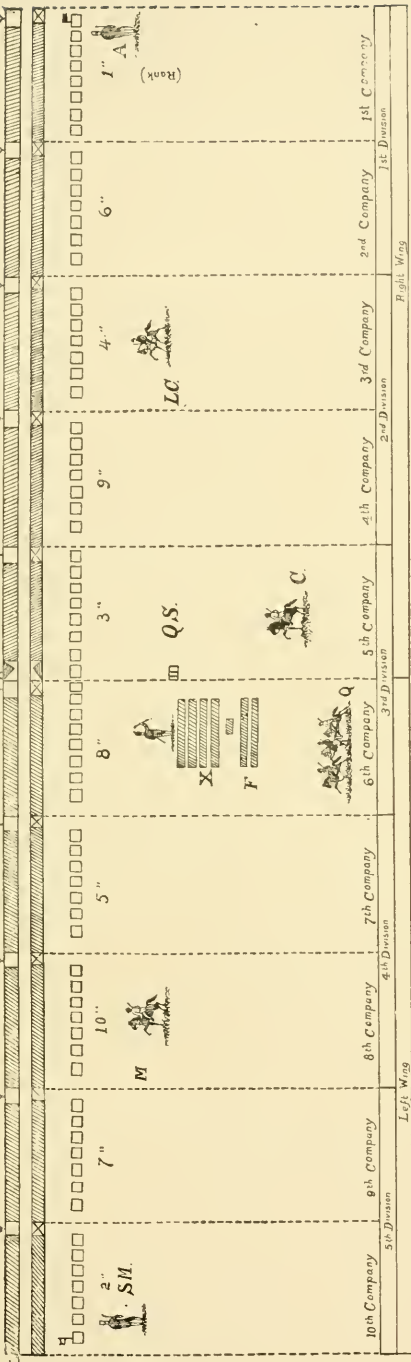 2" 7" 10" 5" 8" 3" 9" 4" 6" 1"
SM. M X F Q.S. LC. A
(Rank)
Q C.
10th Company 9th Company 8th Company 7th Company 6th Company 5th Company 4th Company 3rd Company 2nd Company 1st Company
5th Division 4th Division 3rd Division 2nd Division 1st Division
Left Wing Right Wing